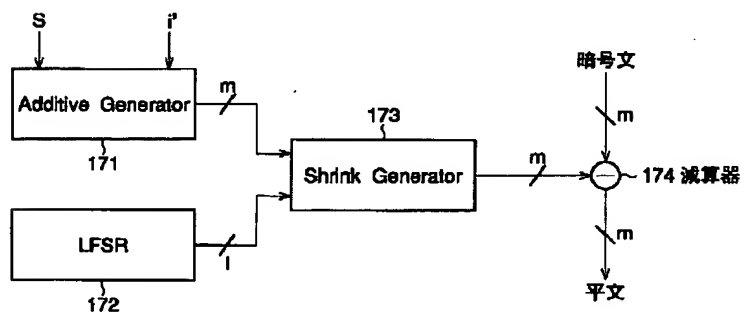 S
i'
Additive Generator
171
m
LFSR
172
l
173
Shrink Generator
m
暗号文
m
174 減算器
m
平文